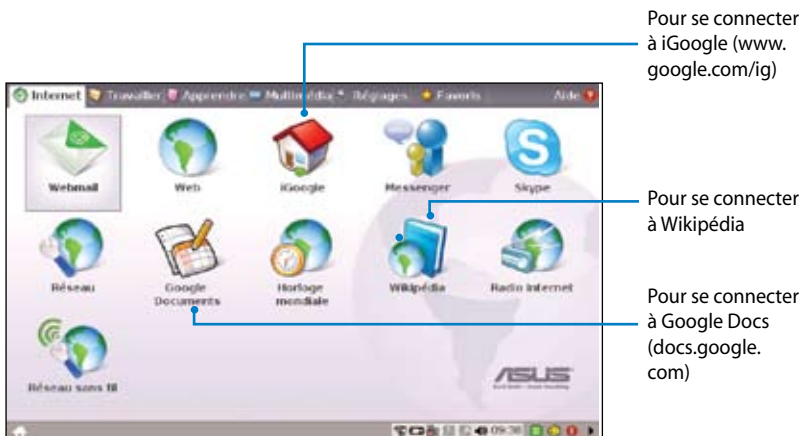 Pour se connecter
à iGoogle (www.
google.com/ig)
Internet Travailler Apprendre Multimédia Réglages Favoris Aide
Webmail Web iGoogle Messenger Skype
Pour se connecter
à Wikipédia
Réseau Google Documents Horloge mondiale Wikipédia Radio Internet
Pour se connecter
à Google Docs
(docs.google.
com)
Réseau sans fil
ASUS
09:38